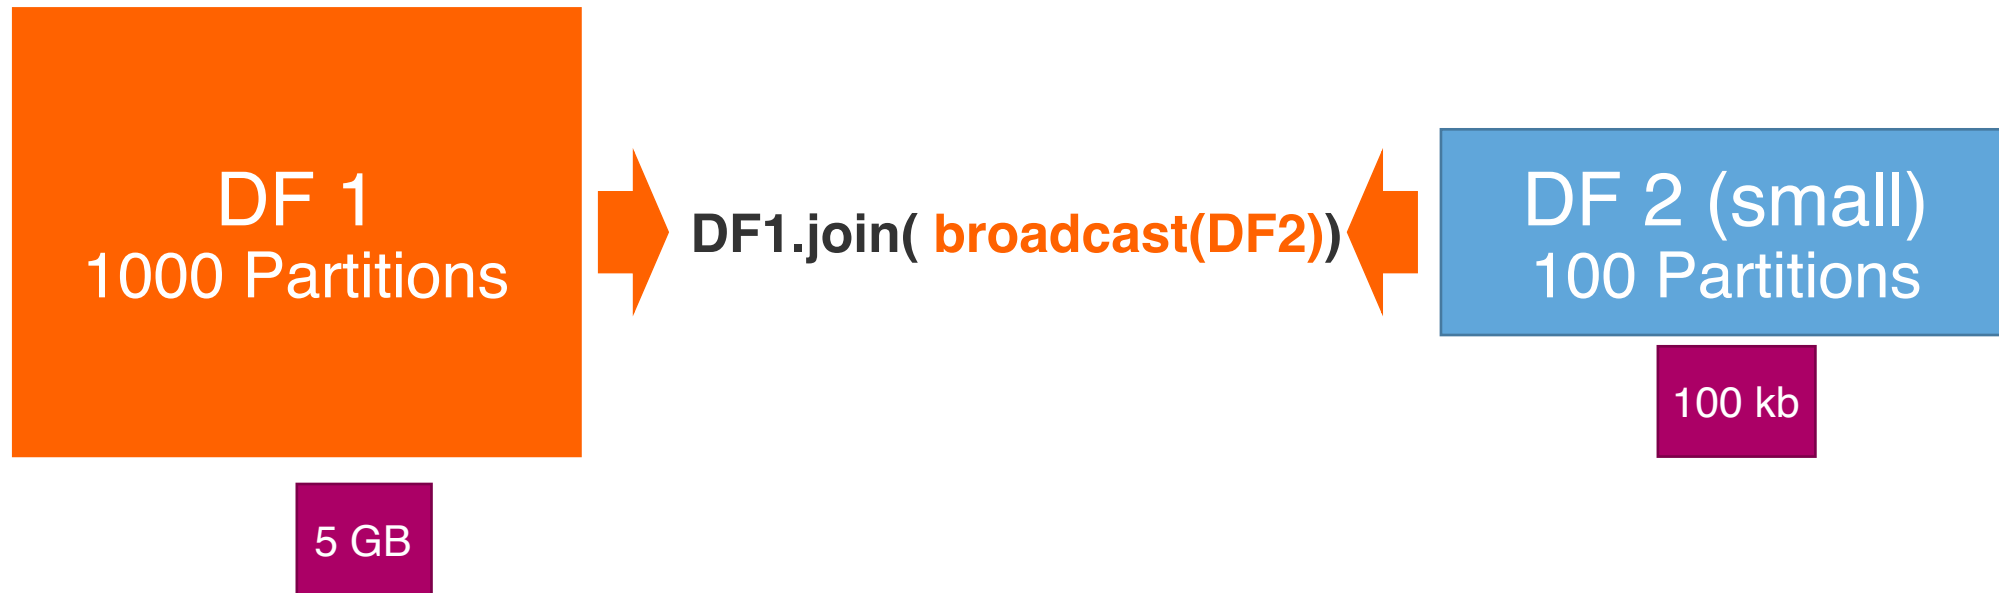 DF 1
1000 Partitions
5 GB
DF1.join( broadcast(DF2))
DF 2 (small)
100 Partitions
100 kb